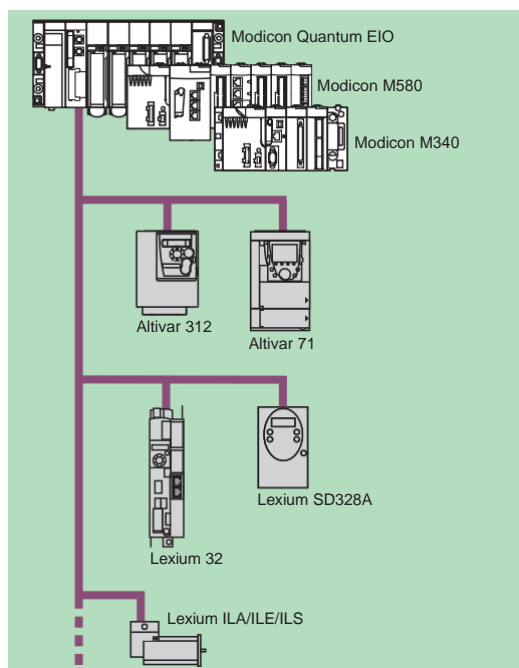 Modicon Quantum EIO
Modicon M580
Modicon M340
Altivar 312
Altivar 71
Lexium SD328A
Lexium 32
Lexium ILA/ILE/ILS